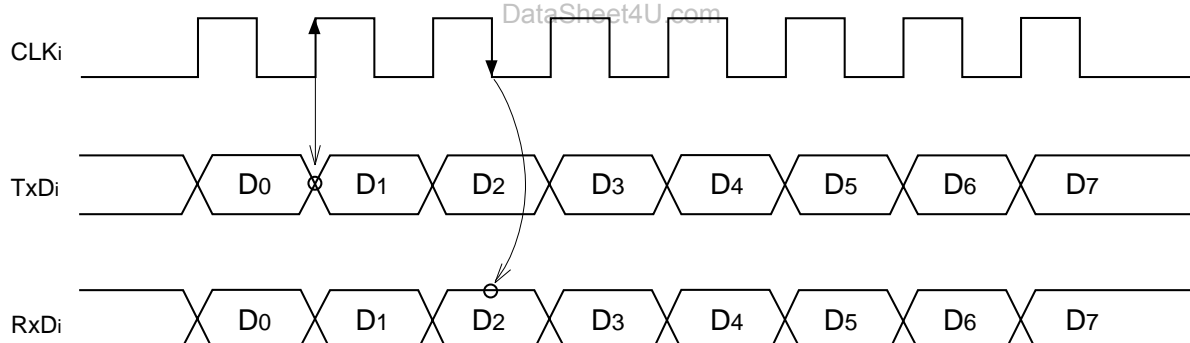 DataSheet4U.com
CLKi
TxDi D0 D1 D2 D3 D4 D5 D6 D7
RxDi D0 D1 D2 D3 D4 D5 D6 D7